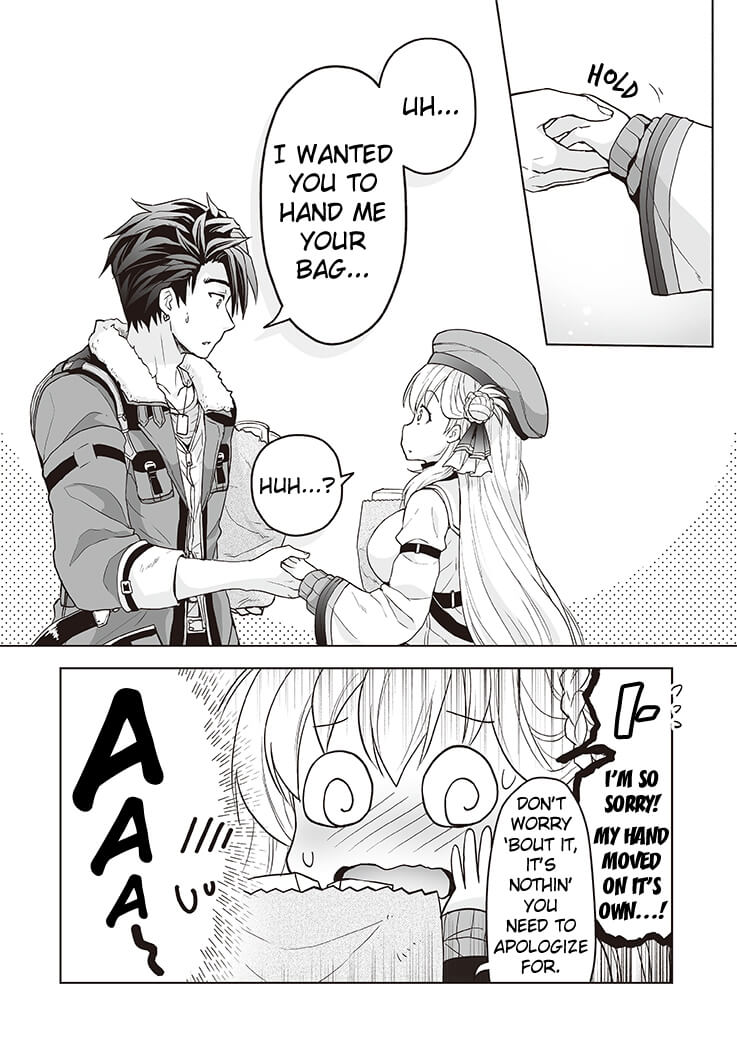 HOLD
UH...
I WANTED
YOU TO
HAND ME
YOUR
BAG...
HUH...?
I-
I'M SO
SORRY!
MY HAND
MOVED
ON IT'S
OWN...!
DON'T
WORRY
'BOUT IT,
IT'S
NOTHIN'
YOU
NEED TO
APOLOGIZE
FOR.
AAA~